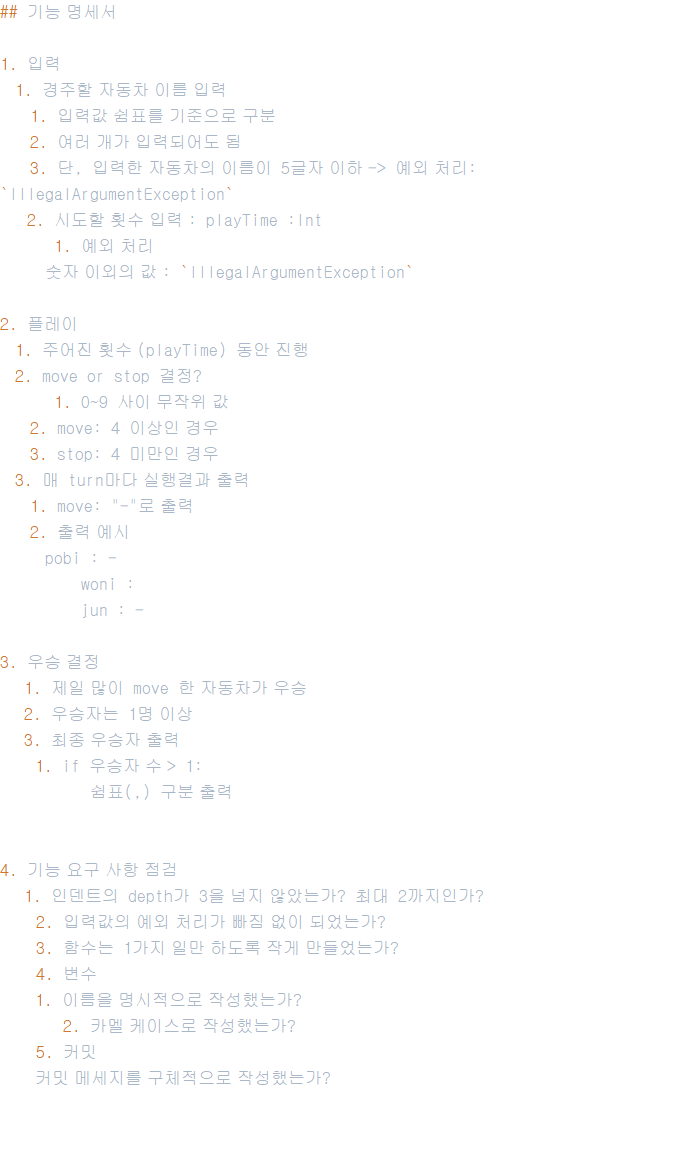 ## 기능 명세서
1. 입력
1. 경주할 자동차 이름 입력
1. 입력값 쉼표를 기준으로 구분
2. 여러 개가 입력되어도 됨
3. 단, 입력한 자동차의 이름이 5글자 이하 -> 예외 처리:
`IllegalArgumentException`
2. 시도할 횟수 입력 : playTime :Int
1. 예외 처리
숫자 이외의 값 : `IllegalArgumentException`
2. 플레이
1. 주어진 횟수 (playTime) 동안 진행
2. move or stop 결정?
1. 0~9 사이 무작위 값
2. move: 4 이상인 경우
3. stop: 4 미만인 경우
3. 매 turn마다 실행결과 출력
1. move: "-"로 출력
2. 출력 예시
pobi : -
woni :
jun : -
3. 우승 결정
1. 제일 많이 move 한 자동차가 우승
2. 우승자는 1명 이상
3. 최종 우승자 출력
1. if 우승자 수 > 1:
쉼표(,) 구분 출력
4. 기능 요구 사항 점검
1. 인덴트의 depth가 3을 넘지 않았는가? 최대 2까지인가?
2. 입력값의 예외 처리가 빠짐 없이 되었는가?
3. 함수는 1가지 일만 하도록 작게 만들었는가?
4. 변수
1. 이름을 명시적으로 작성했는가?
2. 카멜 케이스로 작성했는가?
5. 커밋
커밋 메세지를 구체적으로 작성했는가?